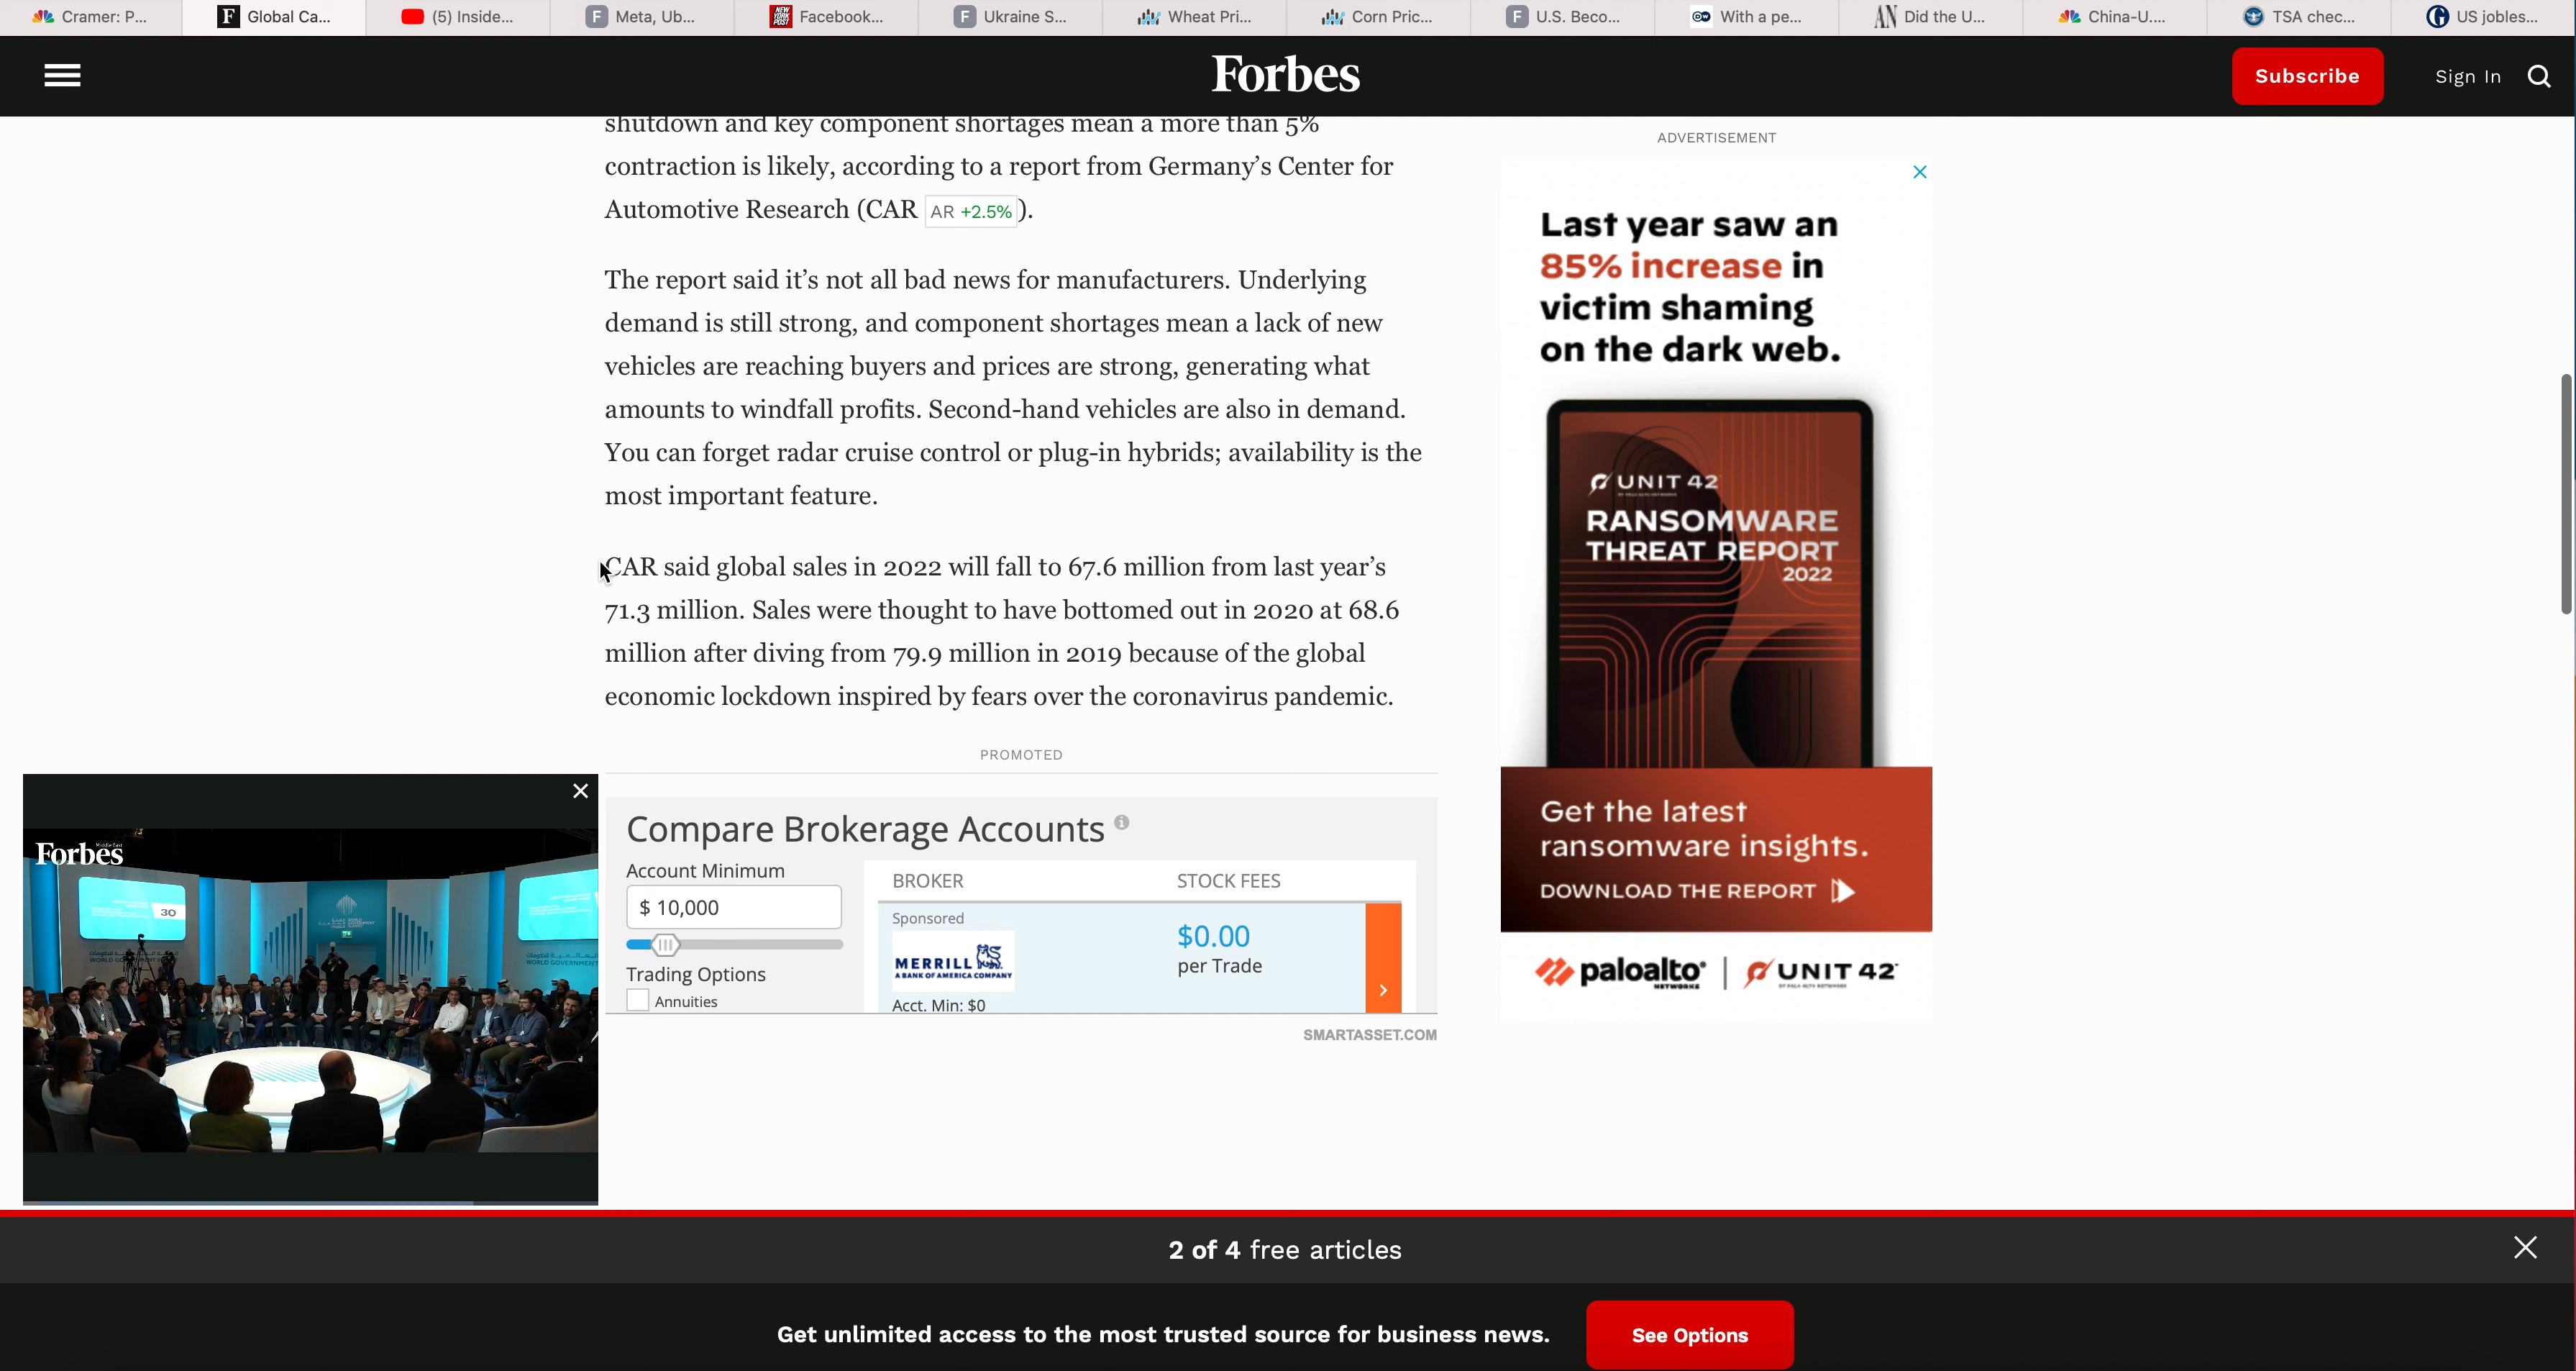 Cramer: P...
Global Ca...
(5) Inside...
Meta, Ub...
Facebook...
Ukraine S...
Wheat Pri...
Corn Pric...
U.S. Beco...
With a pe...
Did the U...
China-U....
TSA chec...
US jobles...
Forbes
Subscribe
Sign In
shutdown and key component shortages mean a more than 5%
contraction is likely, according to a report from Germany’s Center for
Automotive Research (CAR AR +2.5% ).
The report said it’s not all bad news for manufacturers. Underlying
demand is still strong, and component shortages mean a lack of new
vehicles are reaching buyers and prices are strong, generating what
amounts to windfall profits. Second-hand vehicles are also in demand.
You can forget radar cruise control or plug-in hybrids; availability is the
most important feature.
CAR said global sales in 2022 will fall to 67.6 million from last year’s
71.3 million. Sales were thought to have bottomed out in 2020 at 68.6
million after diving from 79.9 million in 2019 because of the global
economic lockdown inspired by fears over the coronavirus pandemic.
PROMOTED
Compare Brokerage Accounts
Account Minimum
$ 10,000
Trading Options
Annuities
BROKER
STOCK FEES
Sponsored
MERRILL
A BANK OF AMERICA COMPANY
Acct. Min: $0
$0.00
per Trade
SMARTASSET.COM
ADVERTISEMENT
Last year saw an
85% increase in
victim shaming
on the dark web.
UNIT 42
RANSOMWARE
THREAT REPORT
2022
Get the latest
ransomware insights.
DOWNLOAD THE REPORT
paloalto
NETWORKS
UNIT 42
Forbes
Middle East
30
2 of 4 free articles
Get unlimited access to the most trusted source for business news.
See Options